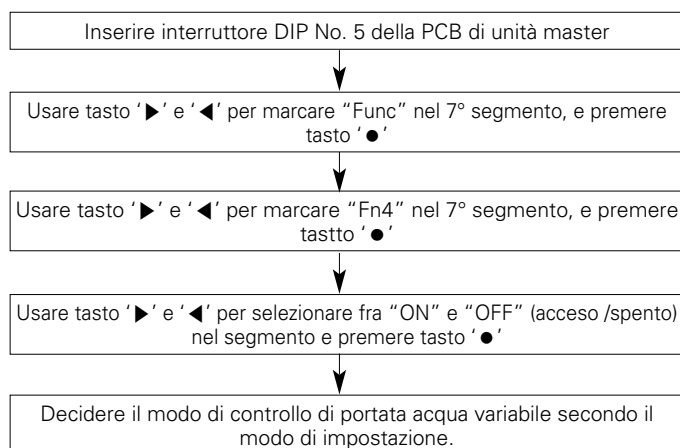 Inserire interruttore DIP No. 5 della PCB di unità master
Usare tasto ‘▶’ e ‘◀’ per marcare “Func” nel 7° segmento, e premere
tasto ‘●’
Usare tasto ‘▶’ e ‘◀’ per marcare “Fn4” nel 7° segmento, e premere
tastto ‘●’
Usare tasto ‘▶’ e ‘◀’ per selezionare fra “ON” e “OFF” (acceso /spento)
nel segmento e premere tasto ‘●’
Decidere il modo di controllo di portata acqua variabile secondo il
modo di impostazione.